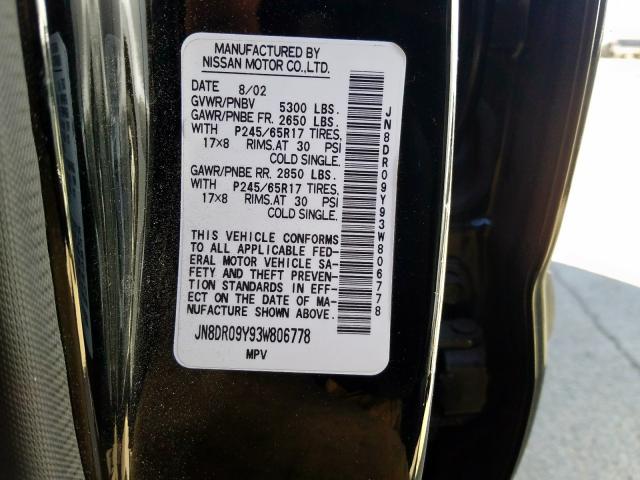 MANUFACTURED BY
NISSAN MOTOR CO.,LTD.
DATE 8/02
GVWR/PNBV 5300 LBS.
GAWR/PNBE FR. 2650 LBS.
WITH P245/65R17 TIRES,
17×8 RIMS.AT 30 PSI
COLD SINGLE.
GAWR/PNBE RR. 2850 LBS.
WITH P245/65R17 TIRES,
17×8 RIMS.AT 30 PSI
COLD SINGLE.
THIS VEHICLE CONFORMS
TO ALL APPLICABLE FED-
ERAL MOTOR VEHICLE SA-
FETY AND THEFT PREVEN-
TION STANDARDS IN EFF-
ECT ON THE DATE OF MA-
NUFACTURE SHOWN ABOVE.
JN8DR09Y93W806778
MPV
JN8DR09Y93W806778